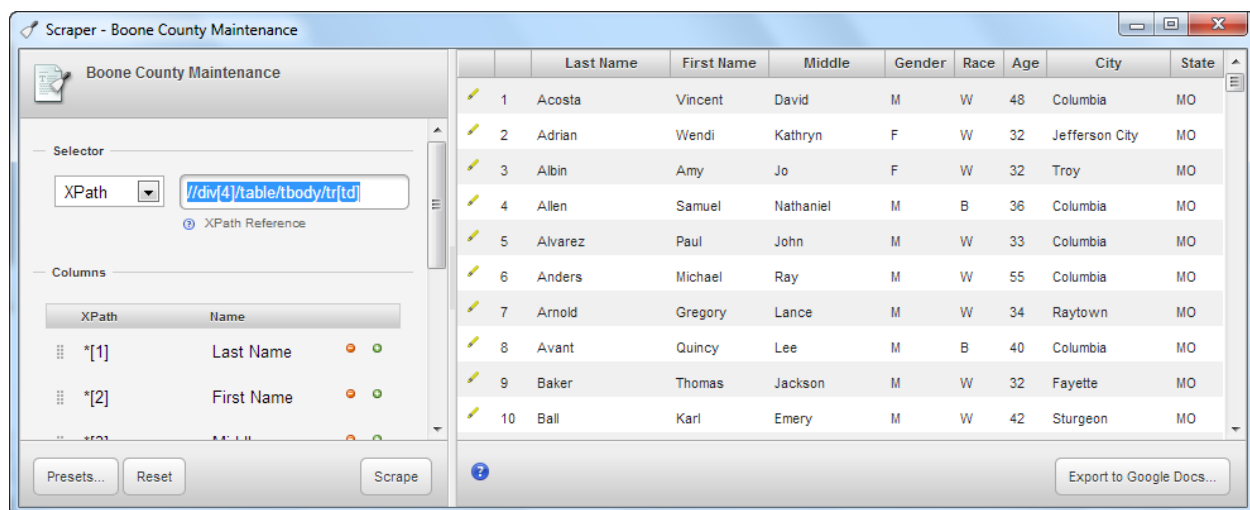 Scraper - Boone County Maintenance
Boone County Maintenance
Selector
XPath //div[4]/table/tbody/tr[td]
XPath Reference
Columns
XPath Name
*[1] Last Name
*[2] First Name
*[3] Middle
Presets... Reset Scrape
Last Name First Name Middle Gender Race Age City State
1 Acosta Vincent David M W 48 Columbia MO
2 Adrian Wendi Kathryn F W 32 Jefferson City MO
3 Albin Amy Jo F W 32 Troy MO
4 Allen Samuel Nathaniel M B 36 Columbia MO
5 Alvarez Paul John M W 33 Columbia MO
6 Anders Michael Ray M W 55 Columbia MO
7 Arnold Gregory Lance M W 34 Raytown MO
8 Avant Quincy Lee M B 40 Columbia MO
9 Baker Thomas Jackson M W 32 Fayette MO
10 Ball Karl Emery M W 42 Sturgeon MO
Export to Google Docs...